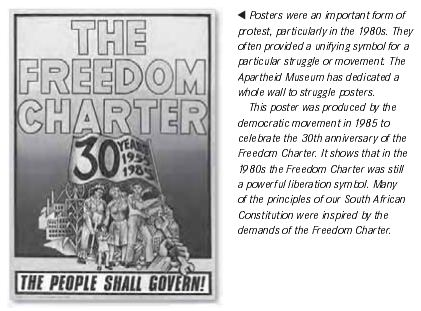 THE
FREEDOM
CHARTER
30 YEARS
1955
1985
THE PEOPLE SHALL GOVERN!
◀ Posters were an important form of
protest, particularly in the 1980s. They
often provided a unifying symbol for a
particular struggle or movement. The
Apartheid Museum has dedicated a
whole wall to struggle posters.
This poster was produced by the
democratic movement in 1985 to
celebrate the 30th anniversary of the
Freedom Charter. It shows that in the
1980s the Freedom Charter was still
a powerful liberation symbol. Many
of the principles of our South African
Constitution were inspired by the
demands of the Freedom Charter.